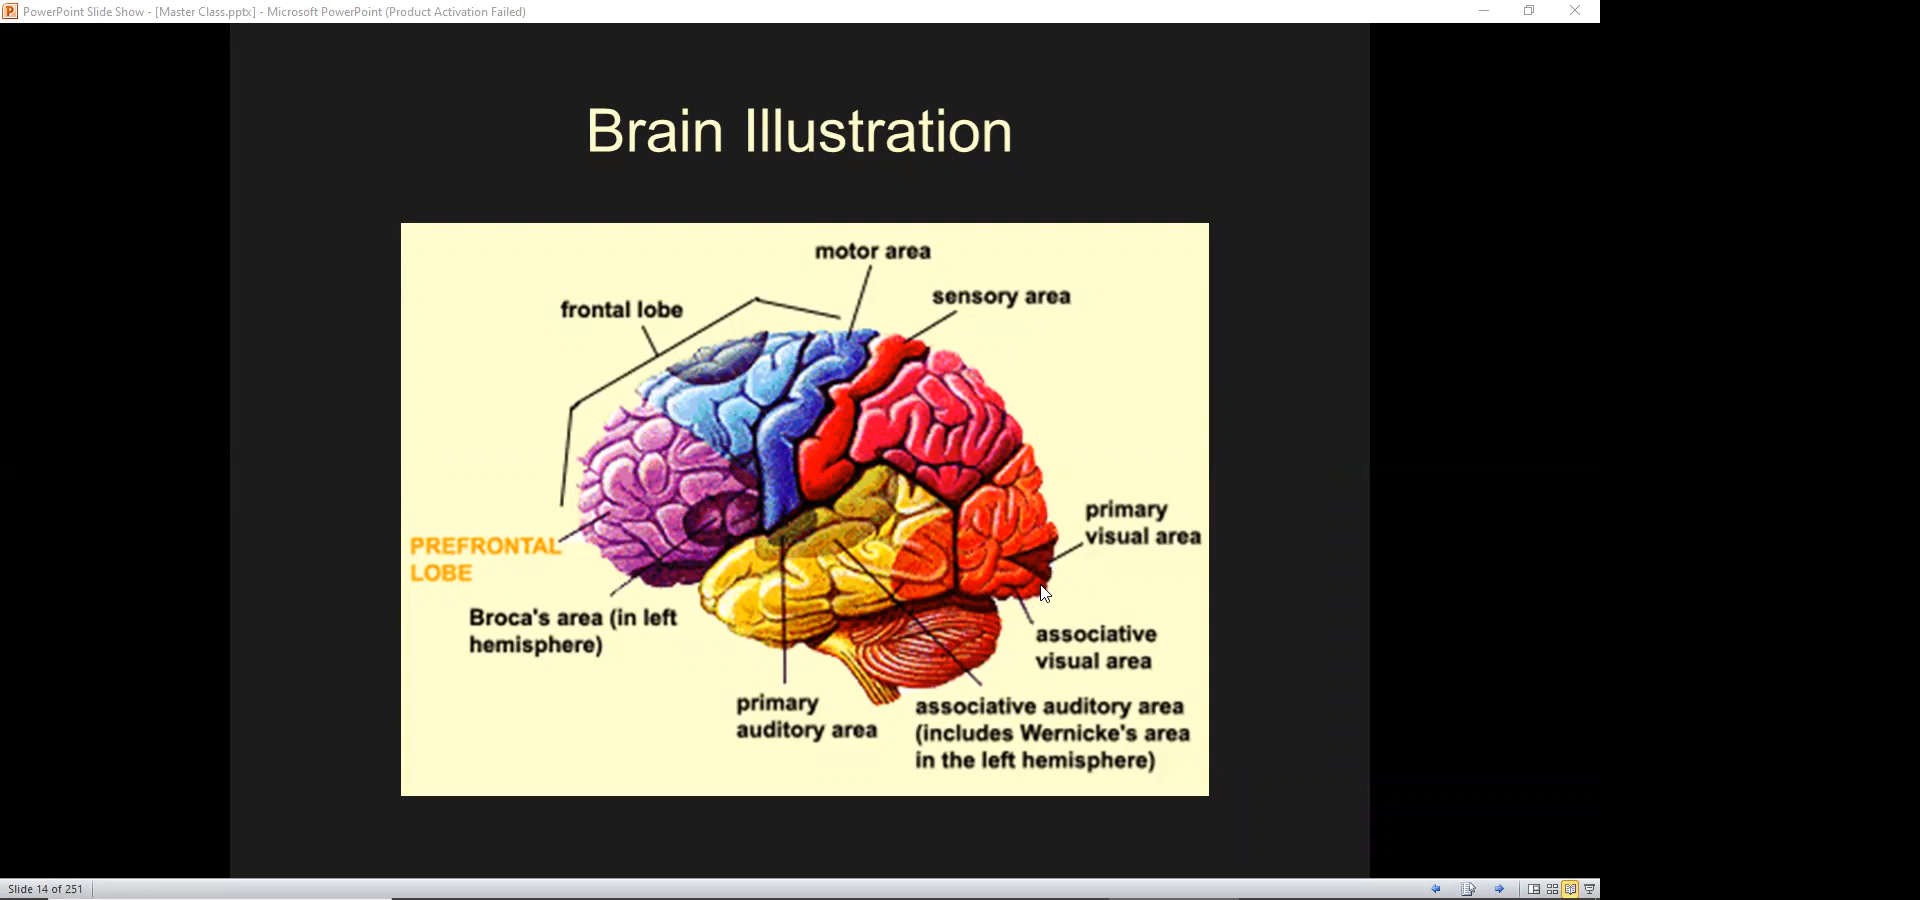 PowerPoint Slide Show - [Master Class.pptx] - Microsoft PowerPoint (Product Activation Failed)
Brain Illustration
motor area
sensory area
frontal lobe
primary
visual area
PREFRONTAL
LOBE
Broca's area (in left
hemisphere)
associative
visual area
primary
auditory area
associative auditory area
(includes Wernicke's area
in the left hemisphere)
Slide 14 of 251